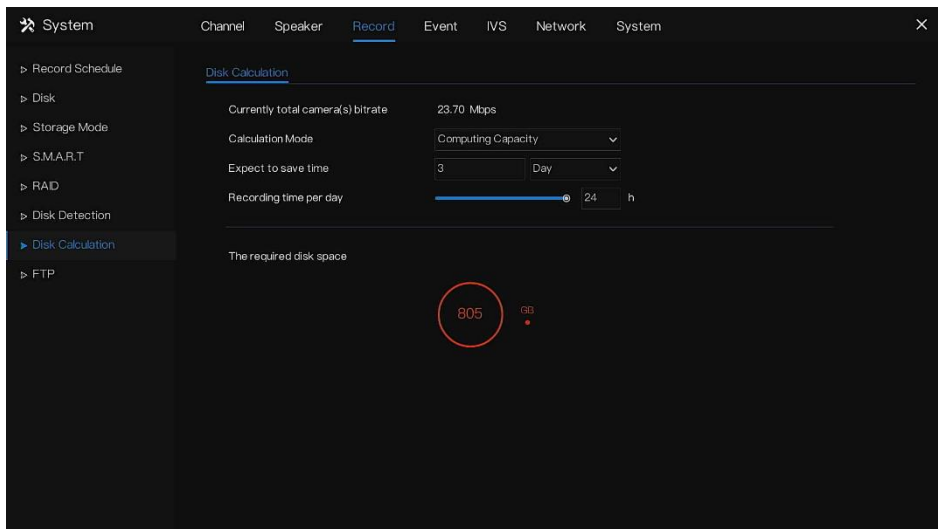 System
Channel Speaker Record Event IVS Network System
Record Schedule
Disk
Storage Mode
S.M.A.R.T
RAID
Disk Detection
Disk Calculation
FTP
Disk Calculation
Currently total camera(s) bitrate 23.70 Mbps
Calculation Mode Computing Capacity
Expect to save time 3 Day
Recording time per day 24 h
The required disk space
805 GB